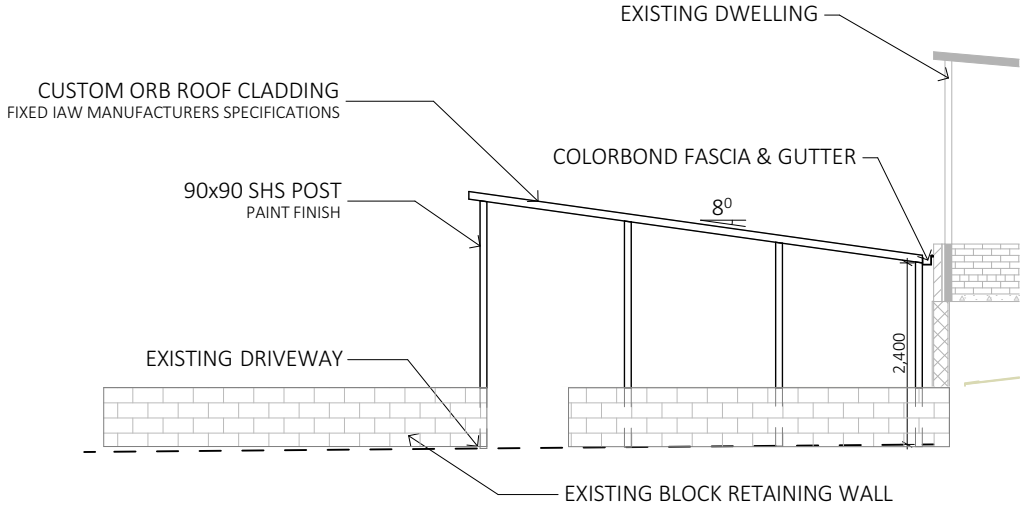 EXISTING DWELLING
CUSTOM ORB ROOF CLADDING
FIXED IAW MANUFACTURERS SPECIFICATIONS
COLORBOND FASCIA & GUTTER
90x90 SHS POST
PAINT FINISH
8⁰
2,400
EXISTING DRIVEWAY
EXISTING BLOCK RETAINING WALL